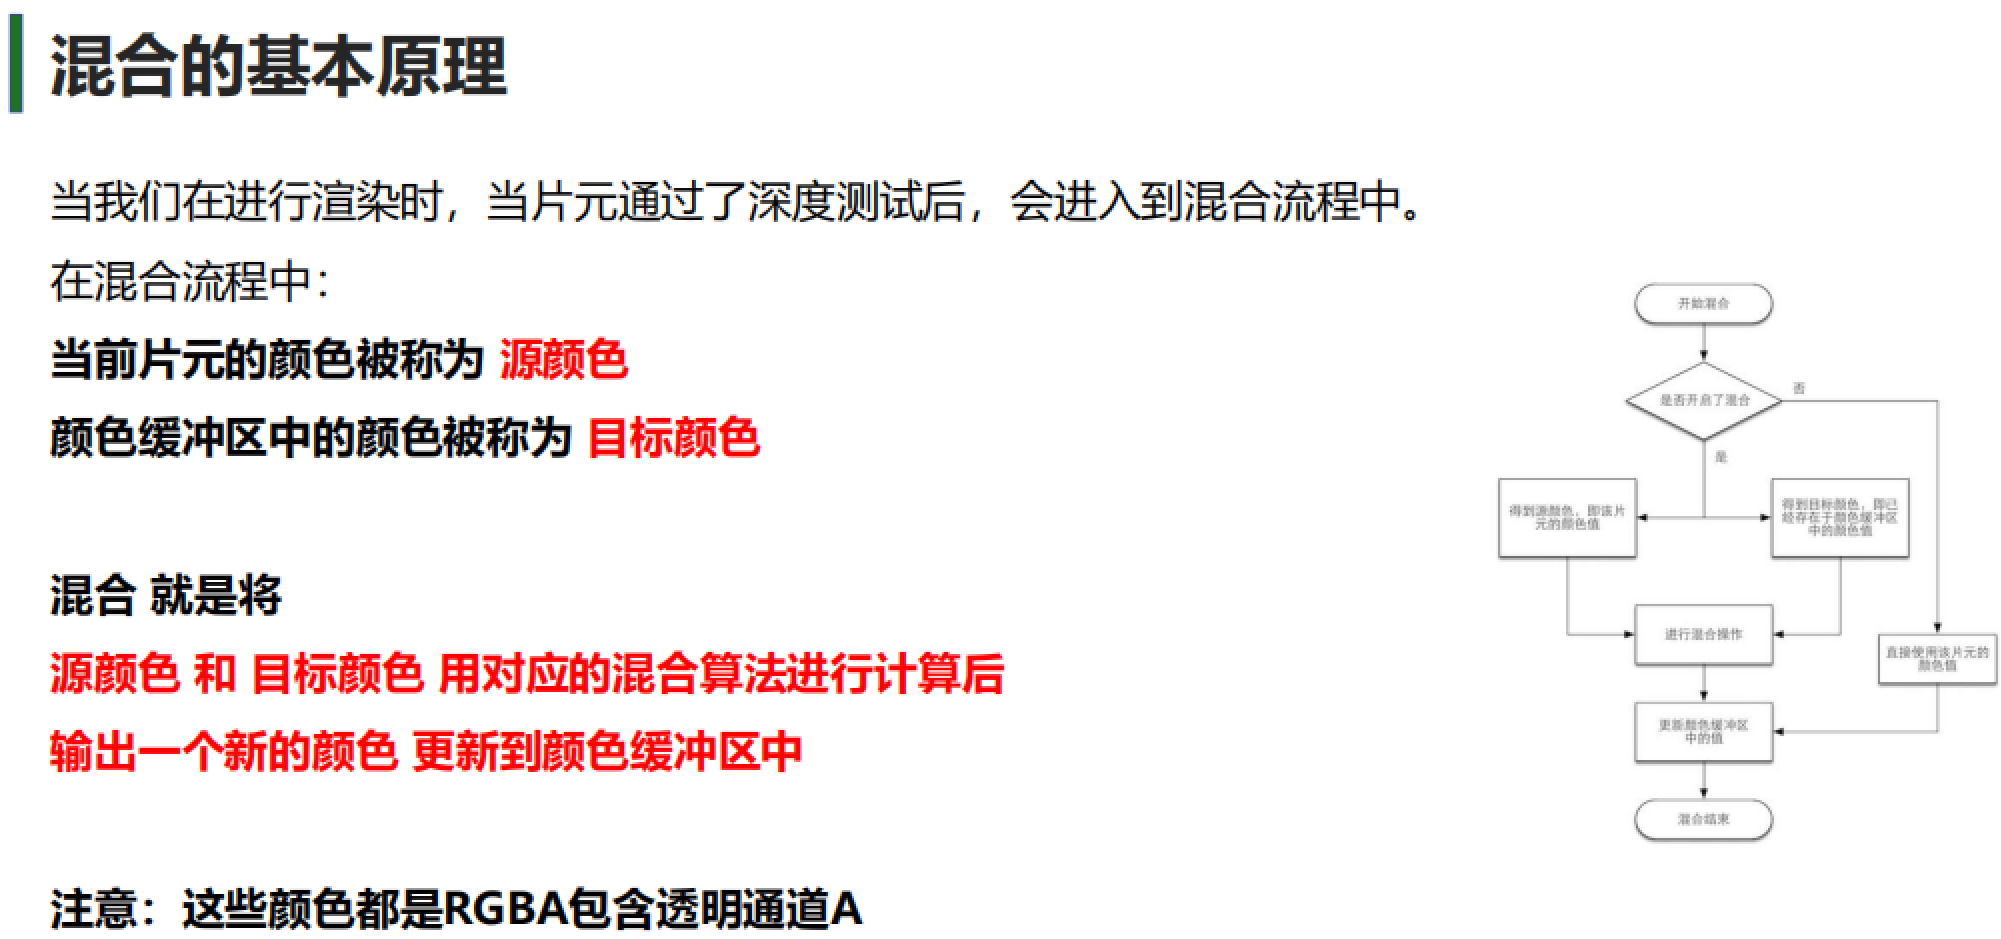 混合的基本原理
当我们在进行渲染时，当片元通过了深度测试后，会进入到混合流程中。
在混合流程中：
当前片元的颜色被称为 源颜色
颜色缓冲区中的颜色被称为 目标颜色
混合 就是将
源颜色 和 目标颜色 用对应的混合算法进行计算后
输出一个新的颜色 更新到颜色缓冲区中
注意：这些颜色都是RGBA包含透明通道A
开始混合
是否开启了混合
否
是
得到源颜色，即该片
元的颜色值
得到目标颜色，即已
经存在于颜色缓冲区
中的颜色值
进行混合操作
直接使用该片元的
颜色值
更新颜色缓冲区
中的值
混合结束